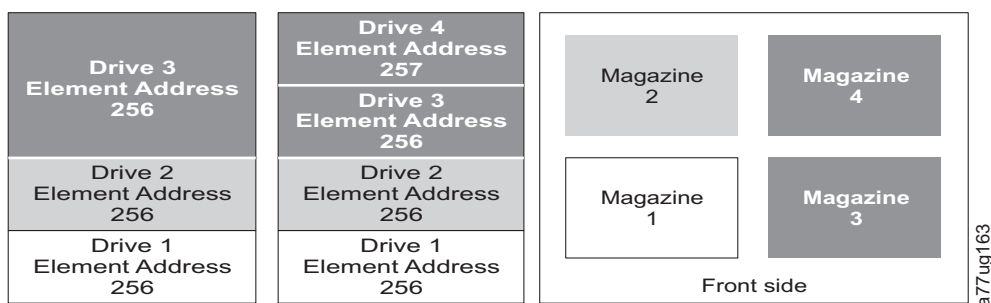 Drive 3
Element Address
256
Drive 2
Element Address
256
Drive 1
Element Address
256
Drive 4
Element Address
257
Drive 3
Element Address
256
Drive 2
Element Address
256
Drive 1
Element Address
256
Magazine
2
Magazine
4
Magazine
1
Magazine
3
Front side
a77ug163